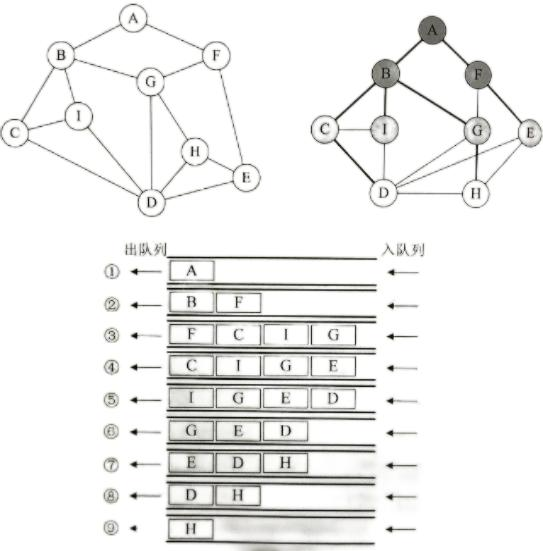 A
B
F
G
I
C
H
E
D
A
B
F
C
I
G
E
D
H
出队列 入队列
① A
② B F
③ F C I G
④ C I G E
⑤ I G E D
⑥ G E D
⑦ E D H
⑧ D H
⑨ H